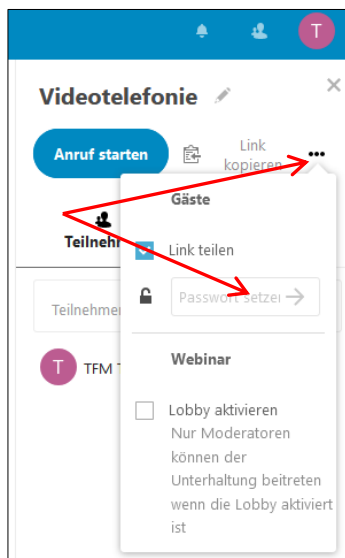 T
Videotelefonie
Anruf starten
Link
kopieren
Gäste
Teilneh
Link teilen
Passwort setzen
Teilnehme
T
TFM T
Webinar
Lobby aktivieren
Nur Moderatoren
können der
Unterhaltung beitreten
wenn die Lobby aktiviert
ist